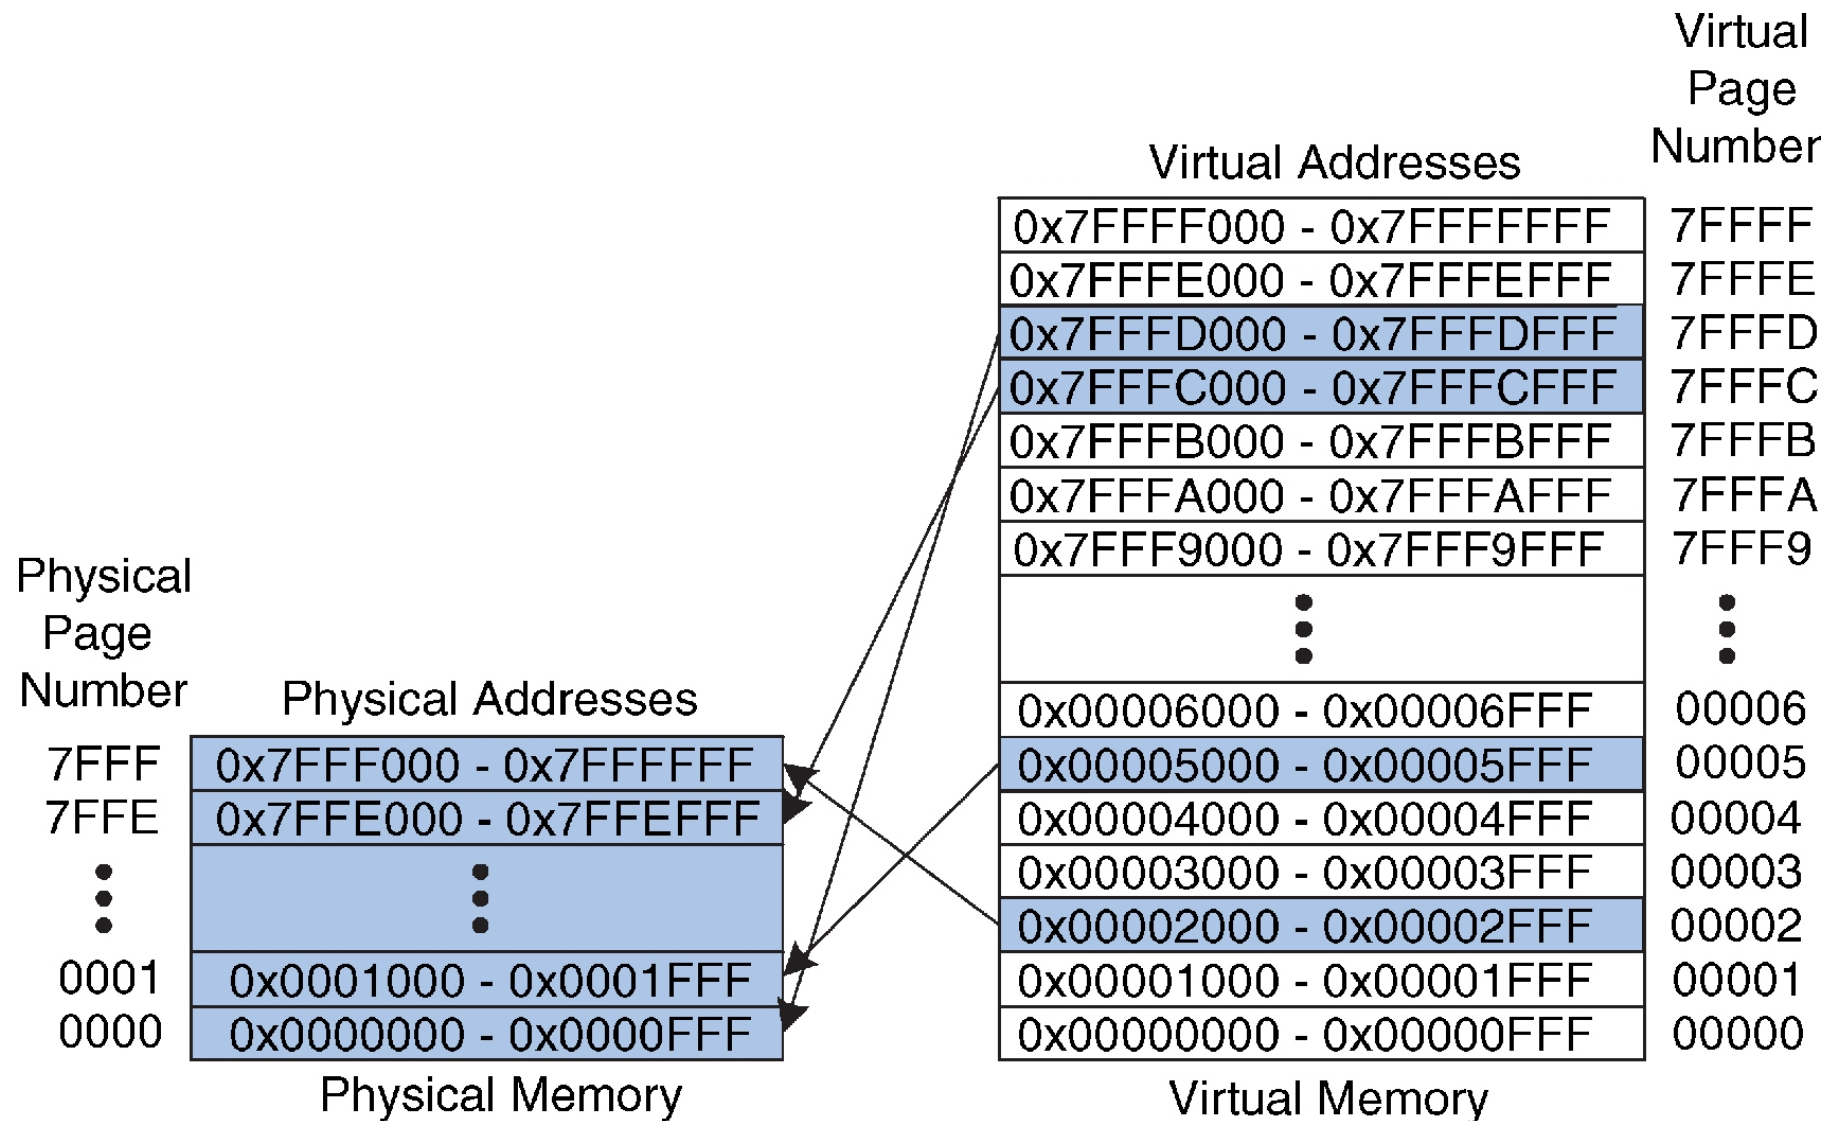 Virtual
Page
Number
Virtual Addresses
0x7FFFF000 - 0x7FFFFFFF 7FFFF
0x7FFFE000 - 0x7FFFEFFF 7FFFE
0x7FFFD000 - 0x7FFFDFFF 7FFFD
0x7FFFC000 - 0x7FFFCFFF 7FFFC
0x7FFFB000 - 0x7FFFBFFF 7FFFB
0x7FFFA000 - 0x7FFFAFFF 7FFFA
0x7FFF9000 - 0x7FFF9FFF 7FFF9
0x00006000 - 0x00006FFF 00006
0x00005000 - 0x00005FFF 00005
0x00004000 - 0x00004FFF 00004
0x00003000 - 0x00003FFF 00003
0x00002000 - 0x00002FFF 00002
0x00001000 - 0x00001FFF 00001
0x00000000 - 0x00000FFF 00000
Virtual Memory
Physical
Page
Number
Physical Addresses
7FFF 0x7FFF000 - 0x7FFFFFF
7FFE 0x7FFE000 - 0x7FFEFFF
0001 0x0001000 - 0x0001FFF
0000 0x0000000 - 0x0000FFF
Physical Memory